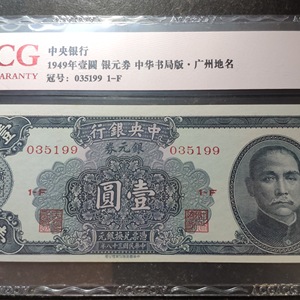 CG
ARRANTY
中央银行
1949年壹圆 银元券 中华书局版·广州地名
冠号: 035199 1-F
行銀央中
券元銀
035199
035199
1-F
1-F
圓壹